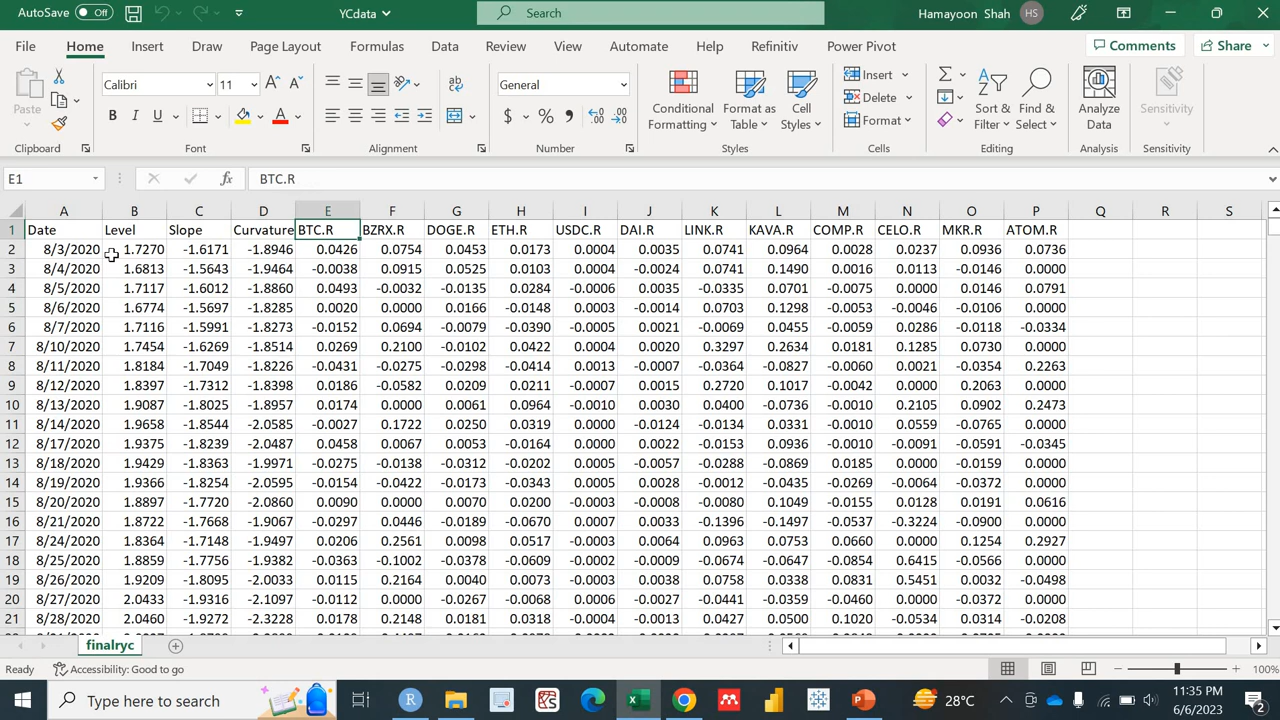 AutoSave Off YCdata Search Hamayoon Shah HS
File Home Insert Draw Page Layout Formulas Data Review View Automate Help Refinitiv Power Pivot Comments Share
Calibri 11 General Insert
Paste B I U A $ % Conditional Formatting Format as Table Cell Styles Delete Sort & Filter Find & Select Analyze Data Sensitivity
Format
Clipboard Font Alignment Number Styles Cells Editing Analysis Sensitivity
E1 fx BTC.R
A B C D E F G H I J K L M N O P Q R S
1 Date Level Slope Curvature BTC.R BZRX.R DOGE.R ETH.R USDC.R DAI.R LINK.R KAVA.R COMP.R CELO.R MKR.R ATOM.R
2 8/3/2020 1.7270 -1.6171 -1.8946 0.0426 0.0754 0.0453 0.0173 0.0004 0.0035 0.0741 0.0964 0.0028 0.0237 0.0936 0.0736
3 8/4/2020 1.6813 -1.5643 -1.9464 -0.0038 0.0915 0.0525 0.0103 0.0004 -0.0024 0.0741 0.1490 0.0016 0.0113 -0.0146 0.0000
4 8/5/2020 1.7117 -1.6012 -1.8860 0.0493 -0.0032 -0.0135 0.0284 -0.0006 0.0035 -0.0335 0.0701 -0.0075 0.0000 0.0146 0.0791
5 8/6/2020 1.6774 -1.5697 -1.8285 0.0020 0.0000 0.0166 -0.0148 0.0003 0.0014 0.0703 0.1298 -0.0052 -0.0046 -0.0106 0.0000
6 8/7/2020 1.7116 -1.5991 -1.8273 -0.0152 0.0694 -0.0079 -0.0390 -0.0005 0.0021 -0.0069 0.0455 -0.0059 0.0286 -0.0118 -0.0334
7 8/10/2020 1.7454 -1.6269 -1.8514 0.0269 0.2100 -0.0102 0.0422 0.0004 0.0020 0.3297 0.2634 0.0181 0.1285 0.0730 0.0000
8 8/11/2020 1.8184 -1.7049 -1.8226 -0.0431 -0.0275 -0.0298 -0.0414 0.0013 -0.0007 -0.0364 -0.0827 -0.0060 0.0021 -0.0354 0.2263
9 8/12/2020 1.8397 -1.7312 -1.8398 0.0186 -0.0582 0.0209 0.0211 -0.0007 0.0015 0.2720 0.1017 -0.0042 0.0000 0.2063 0.0000
10 8/13/2020 1.9087 -1.8025 -1.8957 0.0174 0.0000 0.0061 0.0964 -0.0010 0.0030 0.0400 -0.0736 -0.0010 0.2105 0.0902 0.2473
11 8/14/2020 1.9658 -1.8544 -2.0585 -0.0027 0.1722 0.0250 0.0319 0.0000 -0.0124 -0.0134 0.0331 -0.0010 0.0559 -0.0765 0.0000
12 8/17/2020 1.9375 -1.8239 -2.0487 0.0458 0.0067 0.0053 -0.0164 0.0000 0.0022 -0.0153 0.0936 -0.0010 -0.0091 -0.0591 -0.0345
13 8/18/2020 1.9429 -1.8363 -1.9971 -0.0275 -0.0138 -0.0312 -0.0202 0.0005 -0.0057 -0.0288 -0.0869 0.0185 0.0000 -0.0159 0.0000
14 8/19/2020 1.9366 -1.8254 -2.0595 -0.0154 -0.0422 -0.0173 -0.0401 0.0000 -0.0012 -0.0435 0.0058 -0.0269 -0.0064 -0.0372 0.0000
15 8/20/2020 1.8897 -1.7720 -2.0860 0.0090 0.0000 0.0070 0.0200 0.0000 -0.0008 -0.0080 0.1049 -0.0155 0.0128 0.0191 0.0616
16 8/21/2020 1.8722 -1.7668 -1.9067 -0.0297 0.0446 -0.0189 -0.0670 0.0007 0.0033 -0.1396 -0.1497 -0.0537 -0.3224 -0.0900 0.0000
17 8/24/2020 1.8364 -1.7148 -1.9497 0.0206 0.2561 0.0098 0.0517 -0.0003 0.0064 0.0963 0.0753 0.0660 0.0000 0.1254 0.2927
18 8/25/2020 1.8859 -1.7756 -1.9382 -0.0363 -0.1002 -0.0378 -0.0609 -0.0002 -0.0009 -0.0674 -0.0647 -0.0854 0.6415 -0.0566 0.0000
19 8/26/2020 1.9209 -1.8095 -2.0033 0.0115 0.2164 0.0040 0.0073 -0.0003 0.0028 0.0758 0.0338 0.0831 0.5451 0.0032 -0.0498
20 8/27/2020 2.0433 -1.9191 -2.1097 -0.0112 0.0000 -0.0267 -0.0068 0.0006 -0.0027 -0.0441 -0.0359 -0.0460 0.0000 -0.0372 0.0000
21 8/28/2020 2.0460 -1.9272 -2.3228 0.0178 0.2148 0.0181 0.0318 -0.0004 -0.0013 0.0427 0.0500 0.1020 -0.0534 0.0314 -0.0208
finalryc
Ready Accessibility: Good to go 100%
Type here to search 28°C 11:35 PM
6/6/2023 2